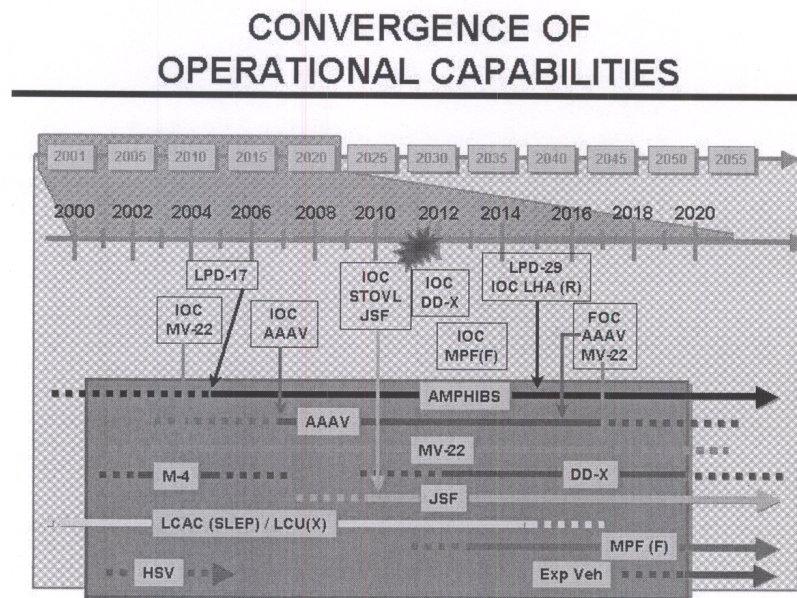 CONVERGENCE OF
OPERATIONAL CAPABILITIES
2001 2005 2010 2015 2020 2025 2030 2035 2040 2045 2050 2055
2000 2002 2004 2006 2008 2010 2012 2014 2016 2018 2020
LPD-17
IOC
MV-22
IOC
AAAV
IOC
STOVL
JSF
IOC
DD-X
IOC
MPF(F)
LPD-29
IOC LHA (R)
FOC
AAAV
MV-22
AMPHIBS
AAAV
MV-22
M-4
DD-X
JSF
LCAC (SLEP) / LCU(X)
MPF (F)
HSV
Exp Veh